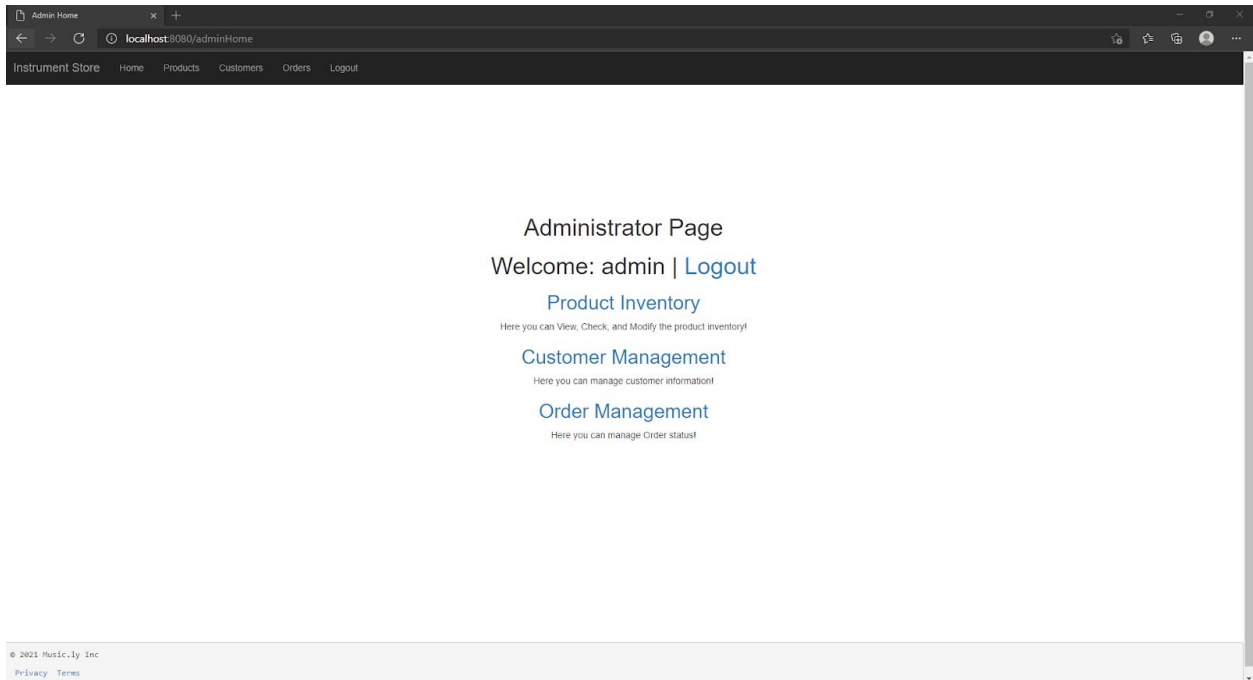 Admin Home
localhost:8080/adminHome
Instrument Store Home Products Customers Orders Logout
Administrator Page
Welcome: admin | Logout
Product Inventory
Here you can View, Check, and Modify the product inventory!
Customer Management
Here you can manage customer information!
Order Management
Here you can manage Order status!
© 2021 Music.ly Inc
Privacy Terms